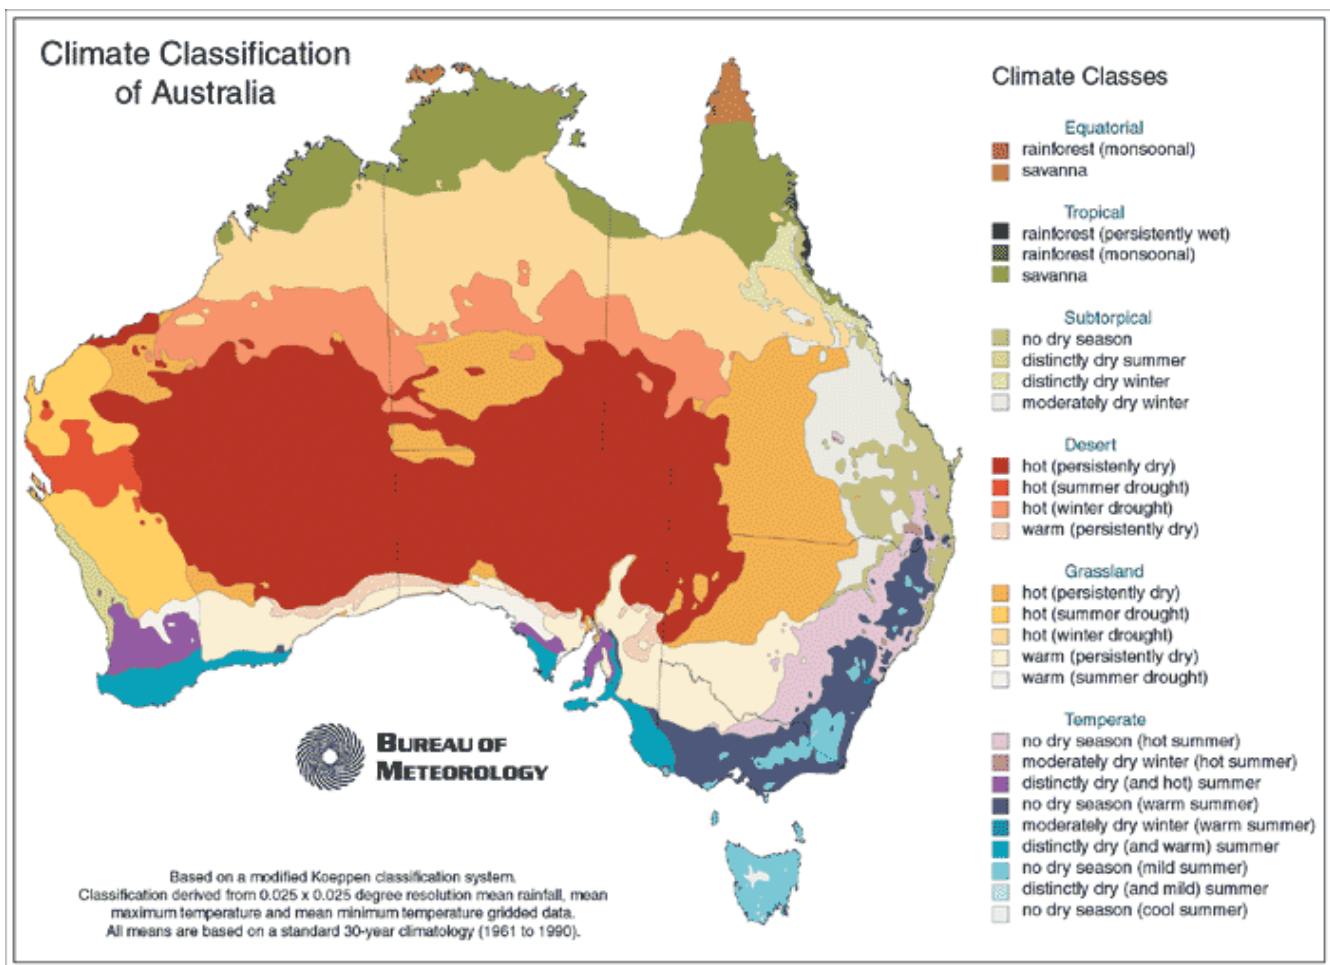 Climate Classification
of Australia
Climate Classes
Equatorial
rainforest (monsoonal)
savanna
Tropical
rainforest (persistently wet)
rainforest (monsoonal)
savanna
Subtorpical
no dry season
distinctly dry summer
distinctly dry winter
moderately dry winter
Desert
hot (persistenly dry)
hot (summer drought)
hot (winter drought)
warm (persistently dry)
Grassland
hot (persistently dry)
hot (summer drought)
hot (winter drought)
warm (persistently dry)
warm (summer drought)
Temperate
no dry season (hot summer)
moderately dry winter (hot summer)
distinctly dry (and hot) summer
no dry season (warm summer)
moderately dry winter (warm summer)
distinctly dry (and warm) summer
no dry season (mild summer)
distinctly dry (and mild) summer
no dry season (cool summer)
BUREAU OF
METEOROLOGY
Based on a modified Koeppen classification system.
Classification derived from 0.025 x 0.025 degree resolution mean rainfall, mean
maximum temperature and mean minimum temperature gridded data.
All means are based on a standard 30-year climatology (1961 to 1990).